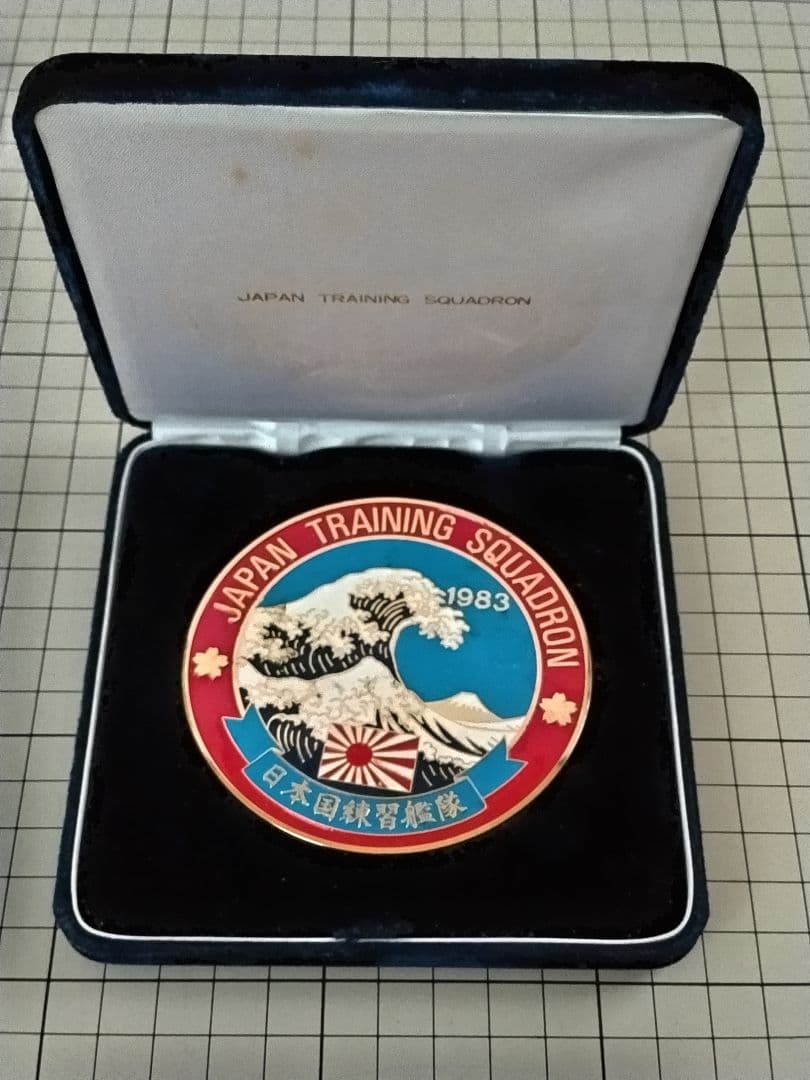 JAPAN TRAINING SQUADRON
JAPAN TRAINING SQUADRON
1983
日本国練習艦隊